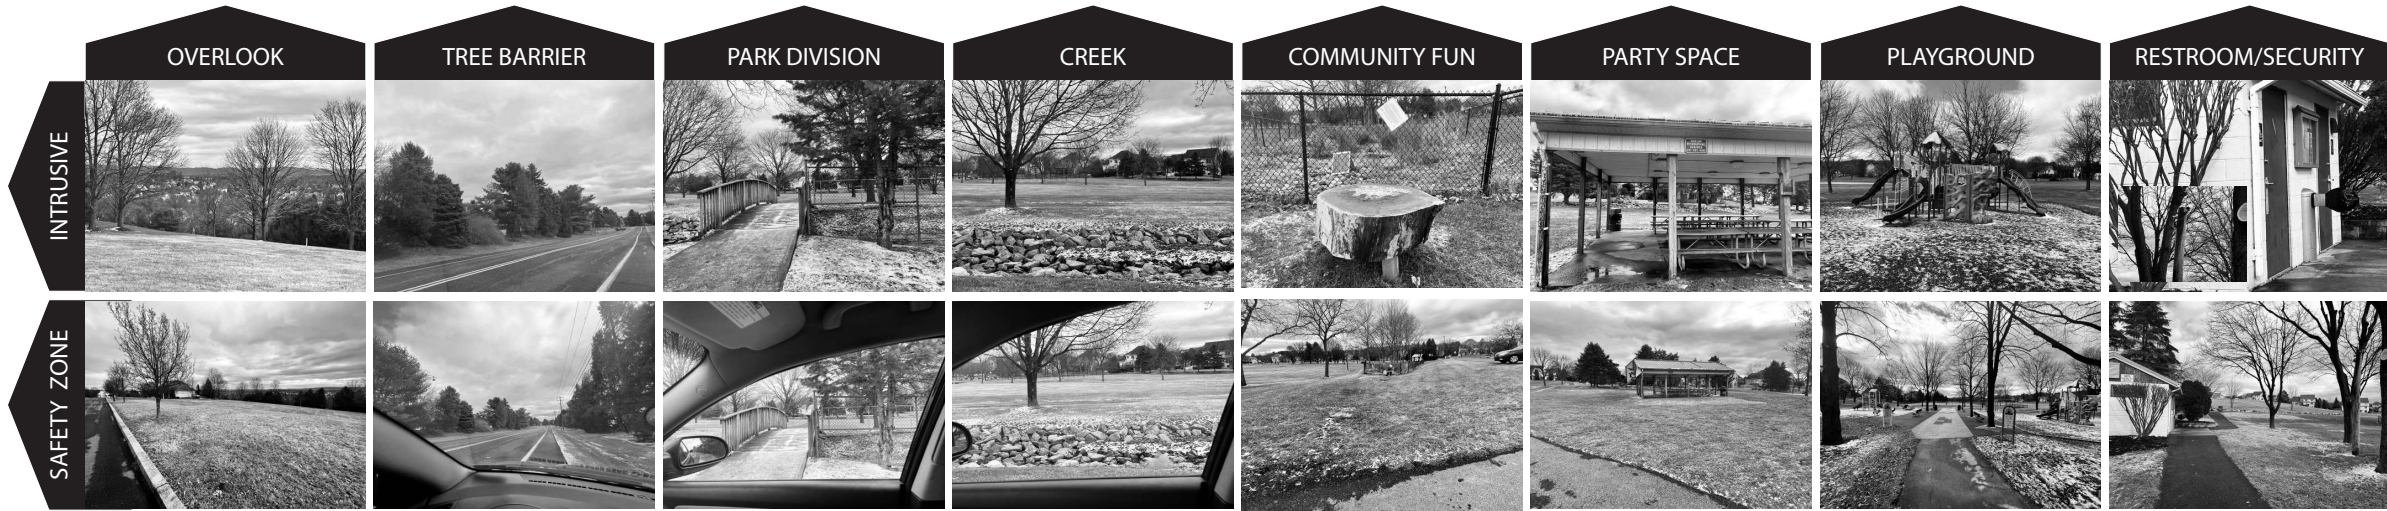 OVERLOOK
TREE BARRIER
PARK DIVISION
CREEK
COMMUNITY FUN
PARTY SPACE
PLAYGROUND
RESTROOM/SECURITY
INTRUSIVE
SAFETY ZONE